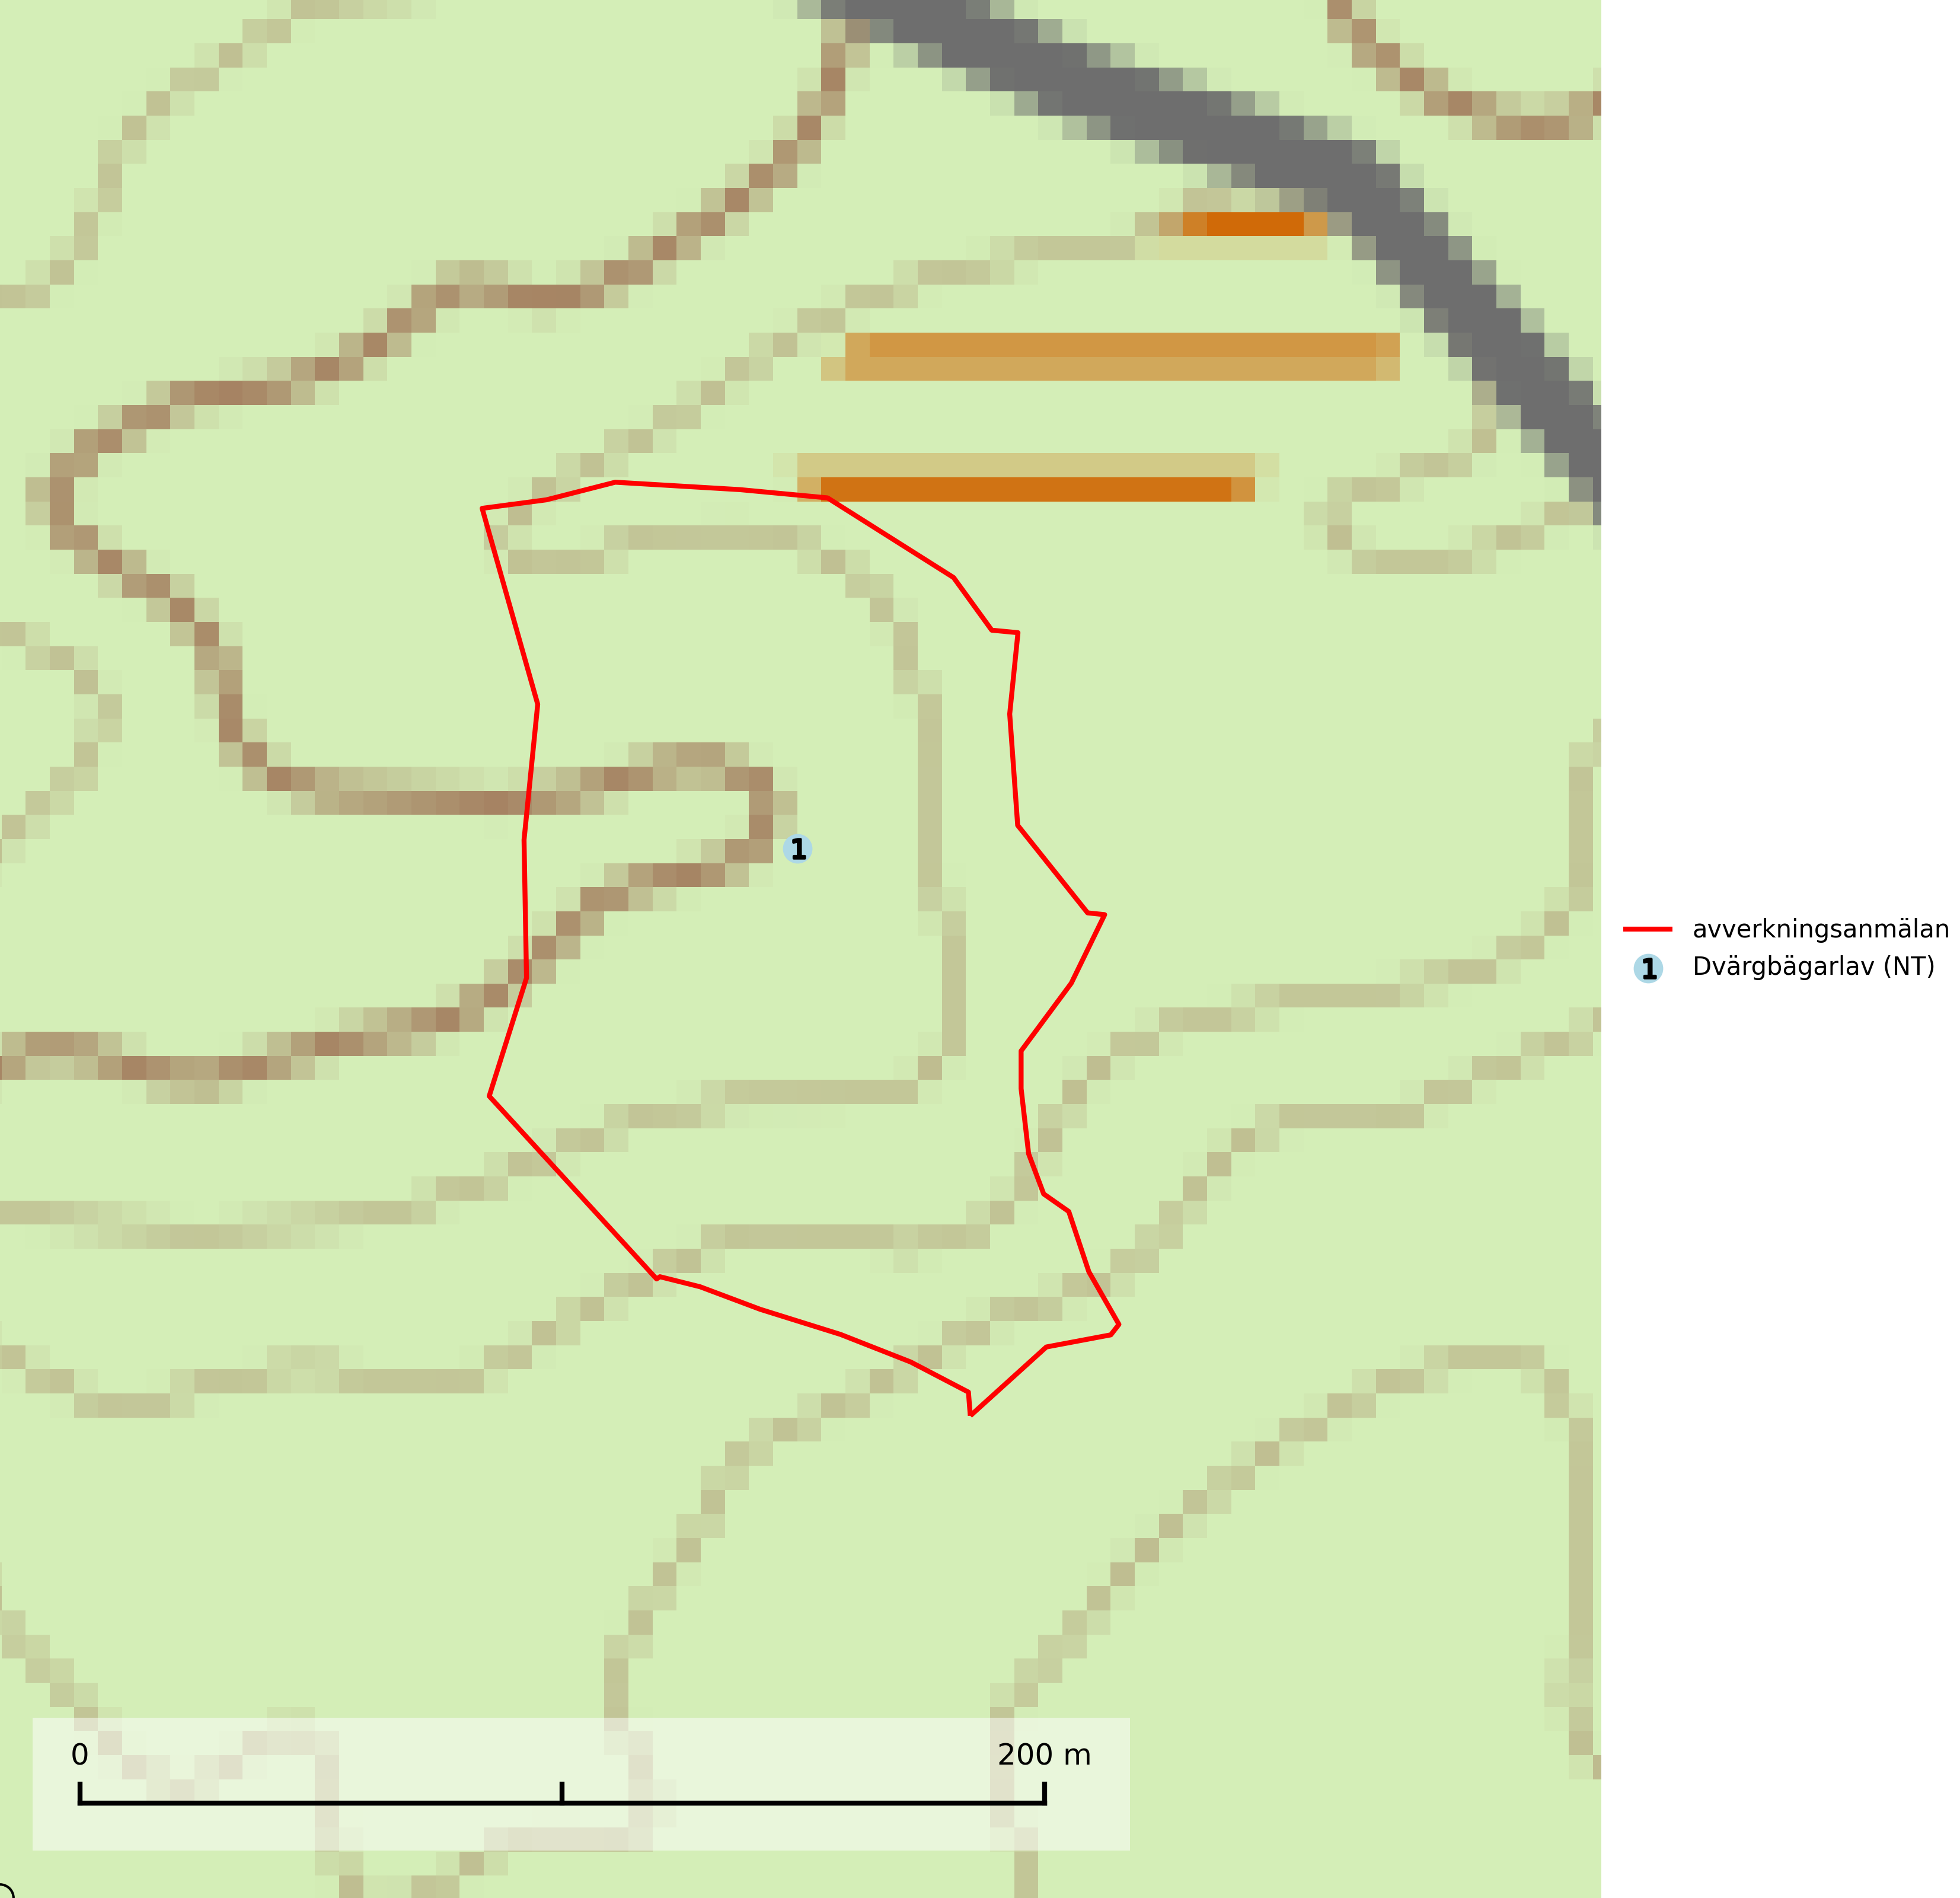 1
avverkningsanmälan
1 Dvärgbägarlav (NT)
0 200 m